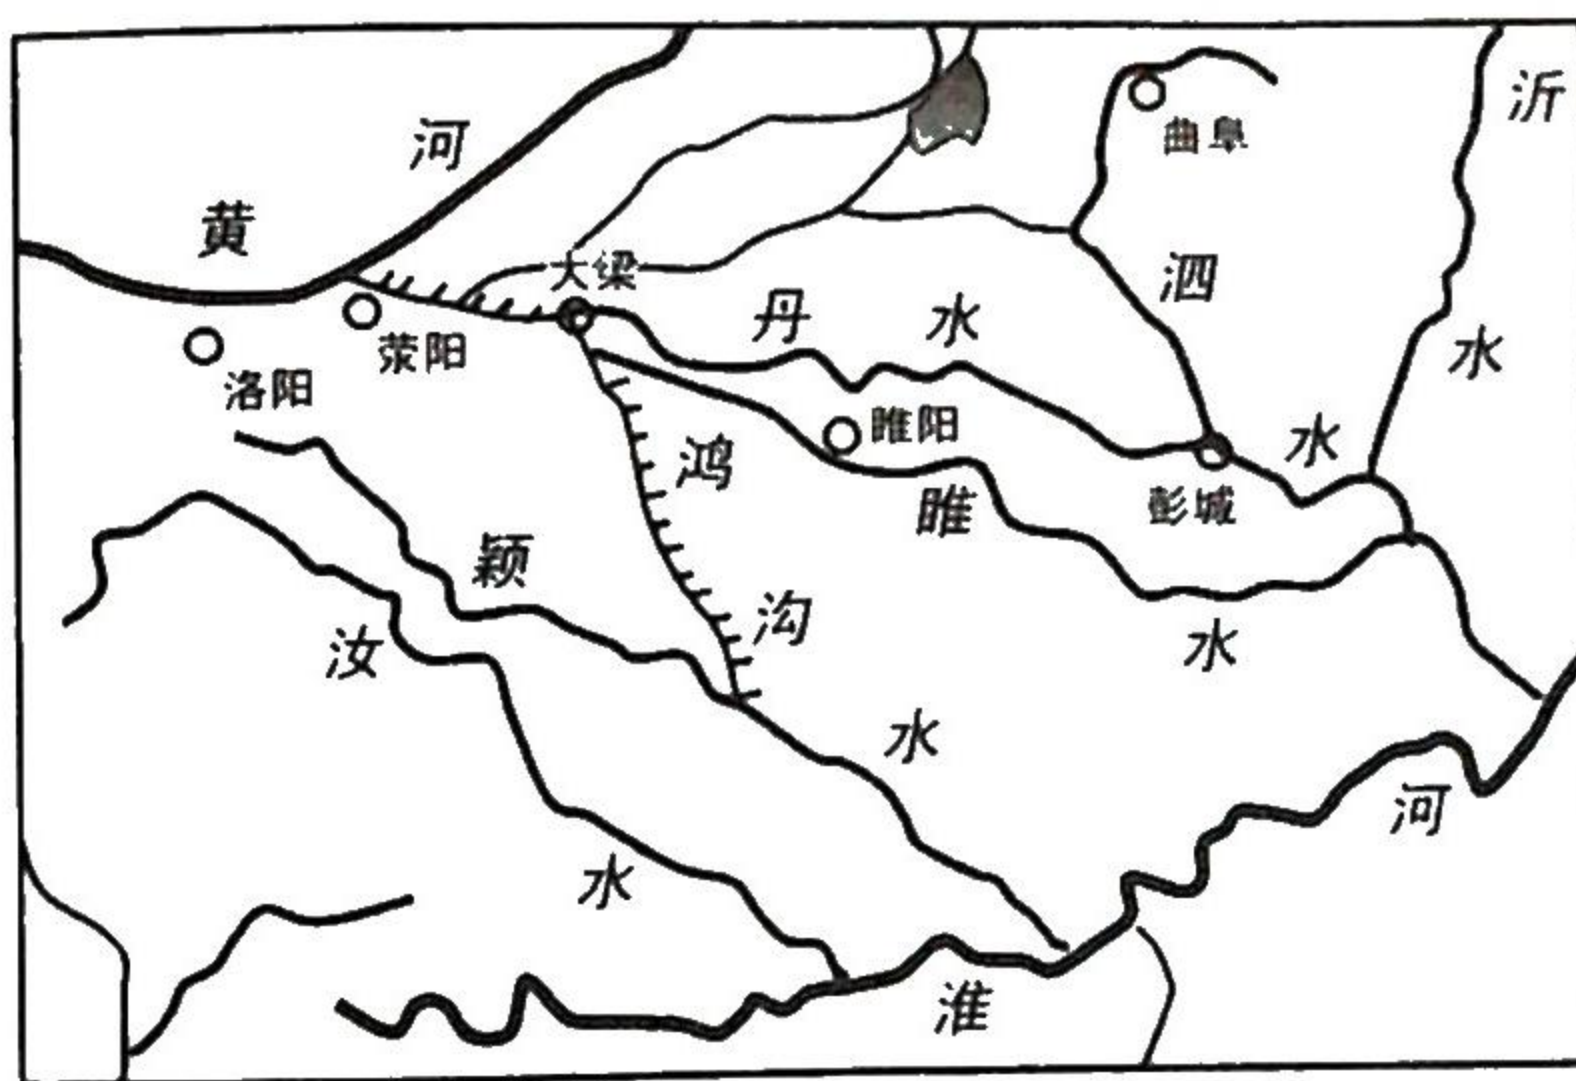 黄河
沂水
曲阜
泗水
大梁
丹水
荥阳
洛阳
睢阳
鸿沟
彭城
睢水
颍水
汝水
淮河